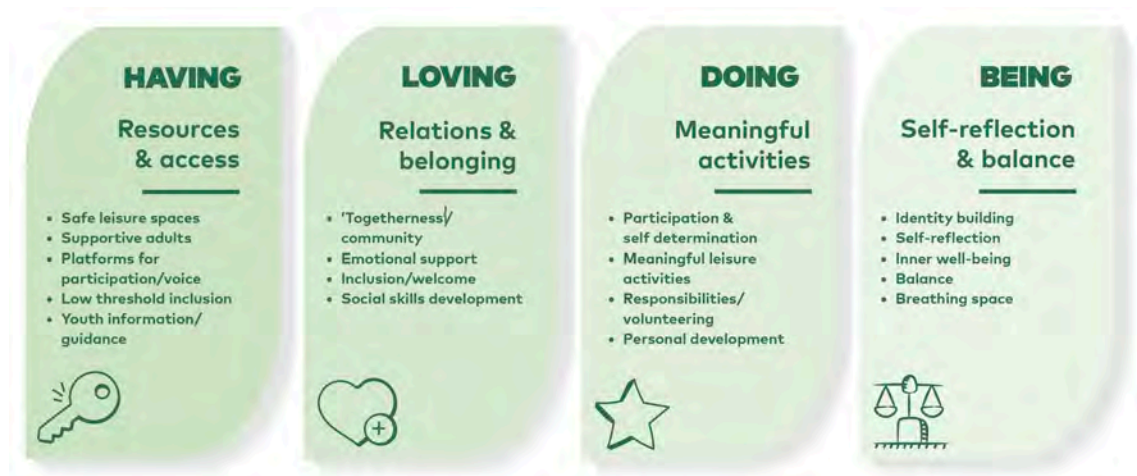 HAVING
Resources
& access
• Safe leisure spaces
• Supportive adults
• Platforms for
participation/voice
• Low threshold inclusion
• Youth information/
guidance
LOVING
Relations &
belonging
• 'Togetherness/
community
• Emotional support
• Inclusion/welcome
• Social skills development
DOING
Meaningful
activities
• Participation &
self determination
• Meaningful leisure
activities
• Responsibilities/
volunteering
• Personal development
BEING
Self-reflection
& balance
• Identity building
• Self-reflection
• Inner well-being
• Balance
• Breathing space